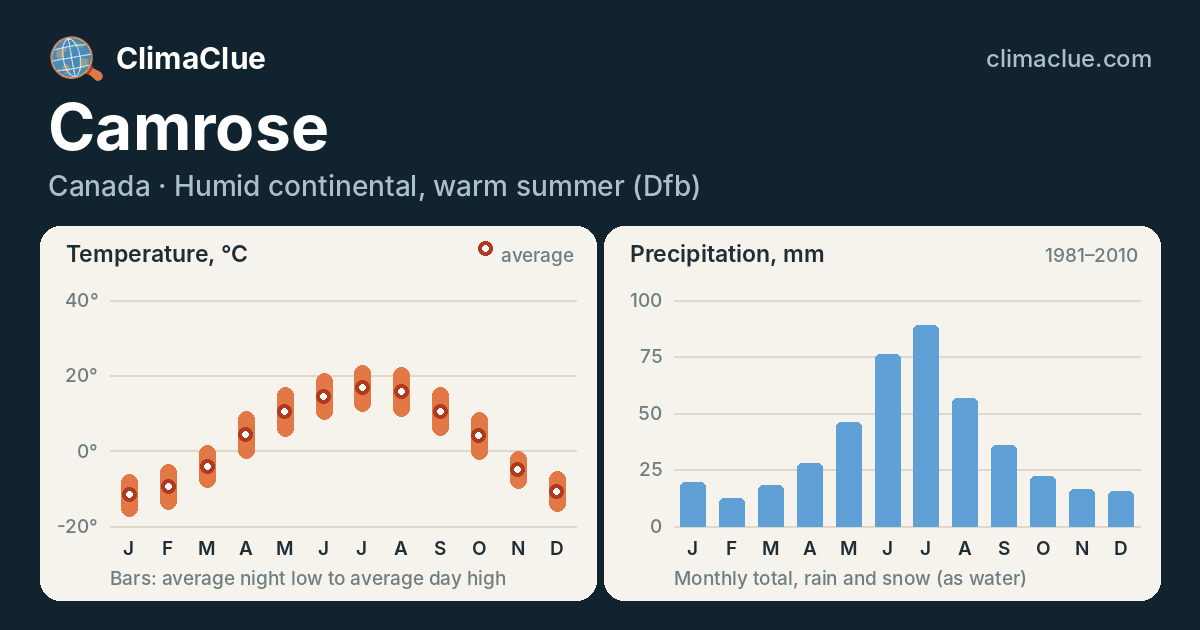 ClimaClue
climaclue.com
Camrose
Canada · Humid continental, warm summer (Dfb)
Temperature, °C
average
40°
20°
0°
-20°
J F M A M J J A S O N D
Bars: average night low to average day high
Precipitation, mm
1981–2010
100
75
50
25
0
J F M A M J J A S O N D
Monthly total, rain and snow (as water)